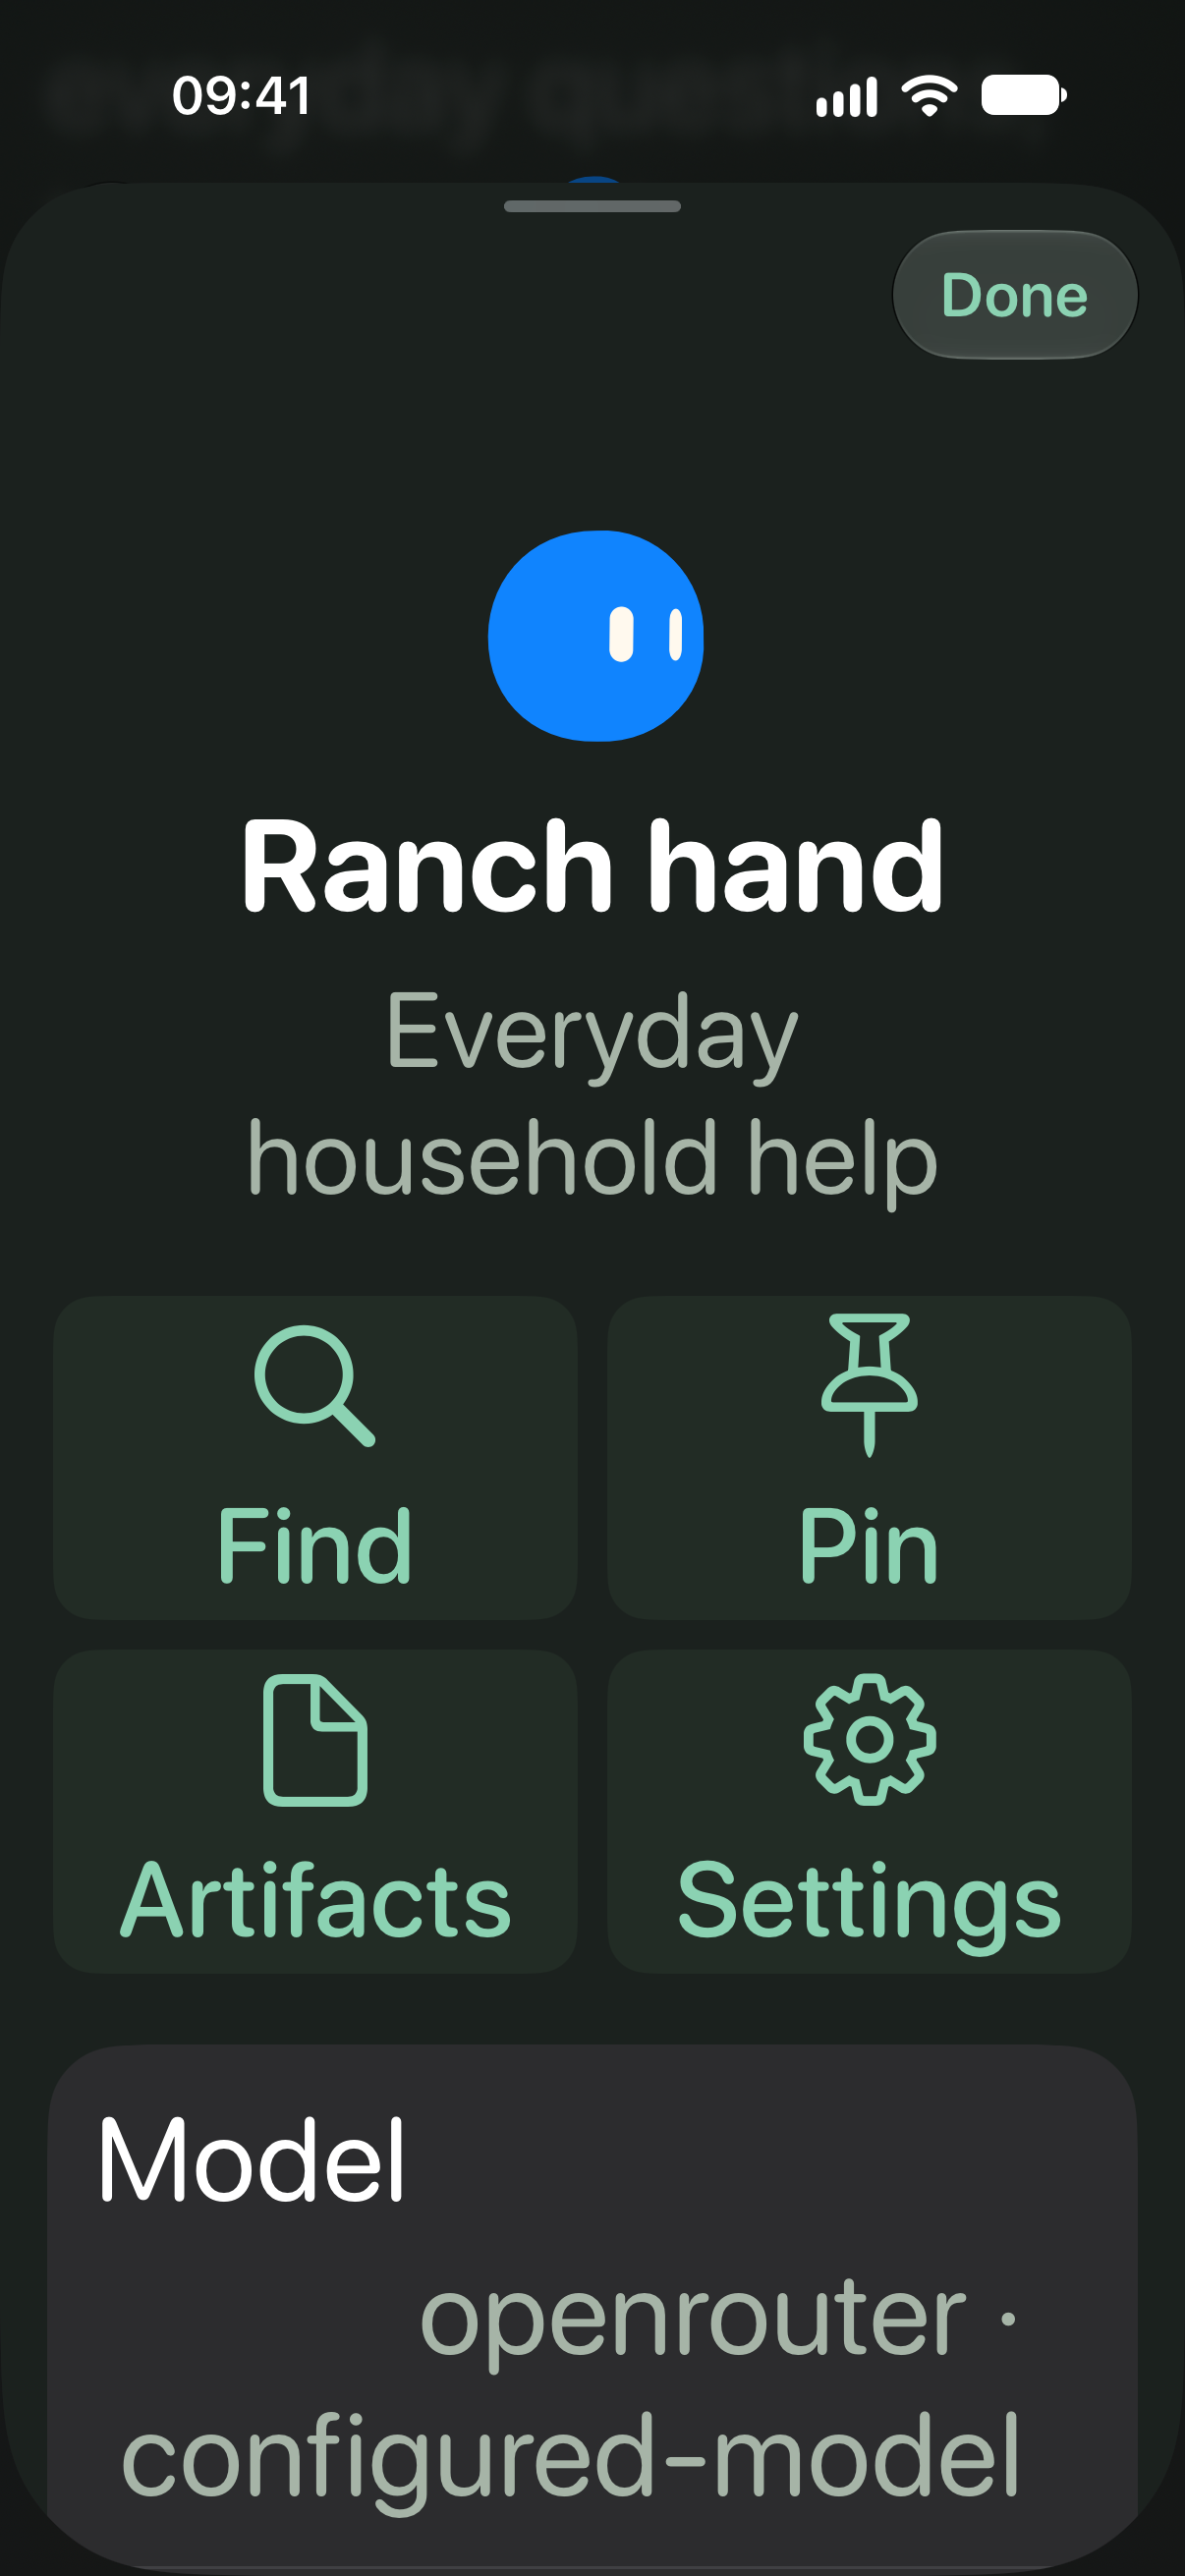 09:41
Done
Ranch hand
Everyday
household help
Find
Pin
Artifacts
Settings
Model
openrouter ·
configured-model